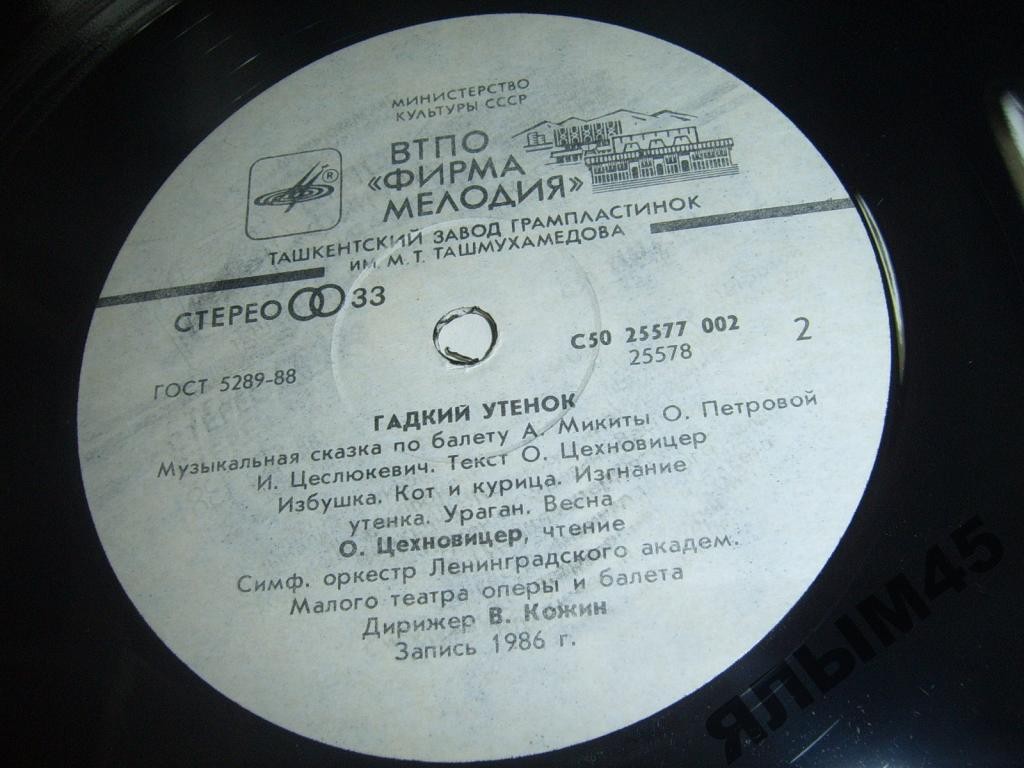 МИНИСТЕРСТВО
КУЛЬТУРЫ СССР
ВТПО
«ФИРМА
МЕЛОДИЯ»
®
ТАШКЕНТСКИЙ ЗАВОД ГРАМПЛАСТИНОК
ИМ. М. Т. ТАШМУХАМЕДОВА
СТЕРЕО 33
С50 25577 002
25578
2
ГОСТ 5289-88
ГАДКИЙ УТЕНОК
Музыкальная сказка по балету А. Микиты О. Петровой
И. Цеслюкевич. Текст О. Цехновицер
Избушка. Кот и курица. Изгнание
утенка. Ураган. Весна
О. Цехновицер, чтение
Симф. оркестр Ленинградского академ.
Малого театра оперы и балета
Дирижер В. Кожин
Запись 1986 г.
ЯЛЫМ45